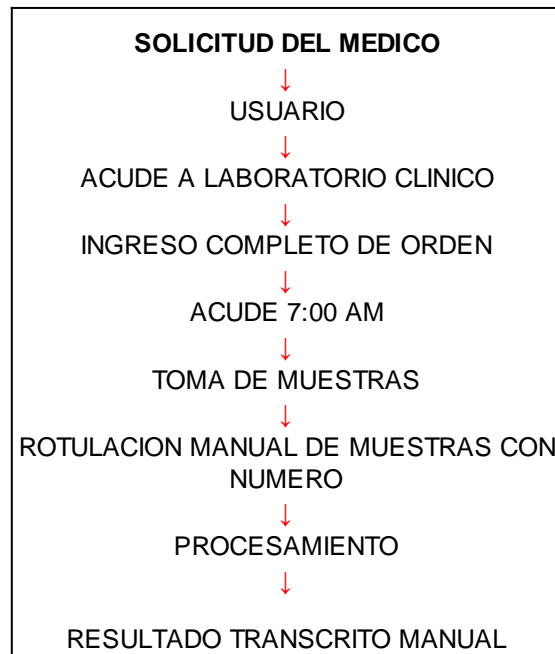 SOLICITUD DEL MEDICO
↓
USUARIO
↓
ACUDE A LABORATORIO CLINICO
↓
INGRESO COMPLETO DE ORDEN
↓
ACUDE 7:00 AM
↓
TOMA DE MUESTRAS
↓
ROTULACION MANUAL DE MUESTRAS CON
NUMERO
↓
PROCESAMIENTO
↓
RESULTADO TRANSCRITO MANUAL